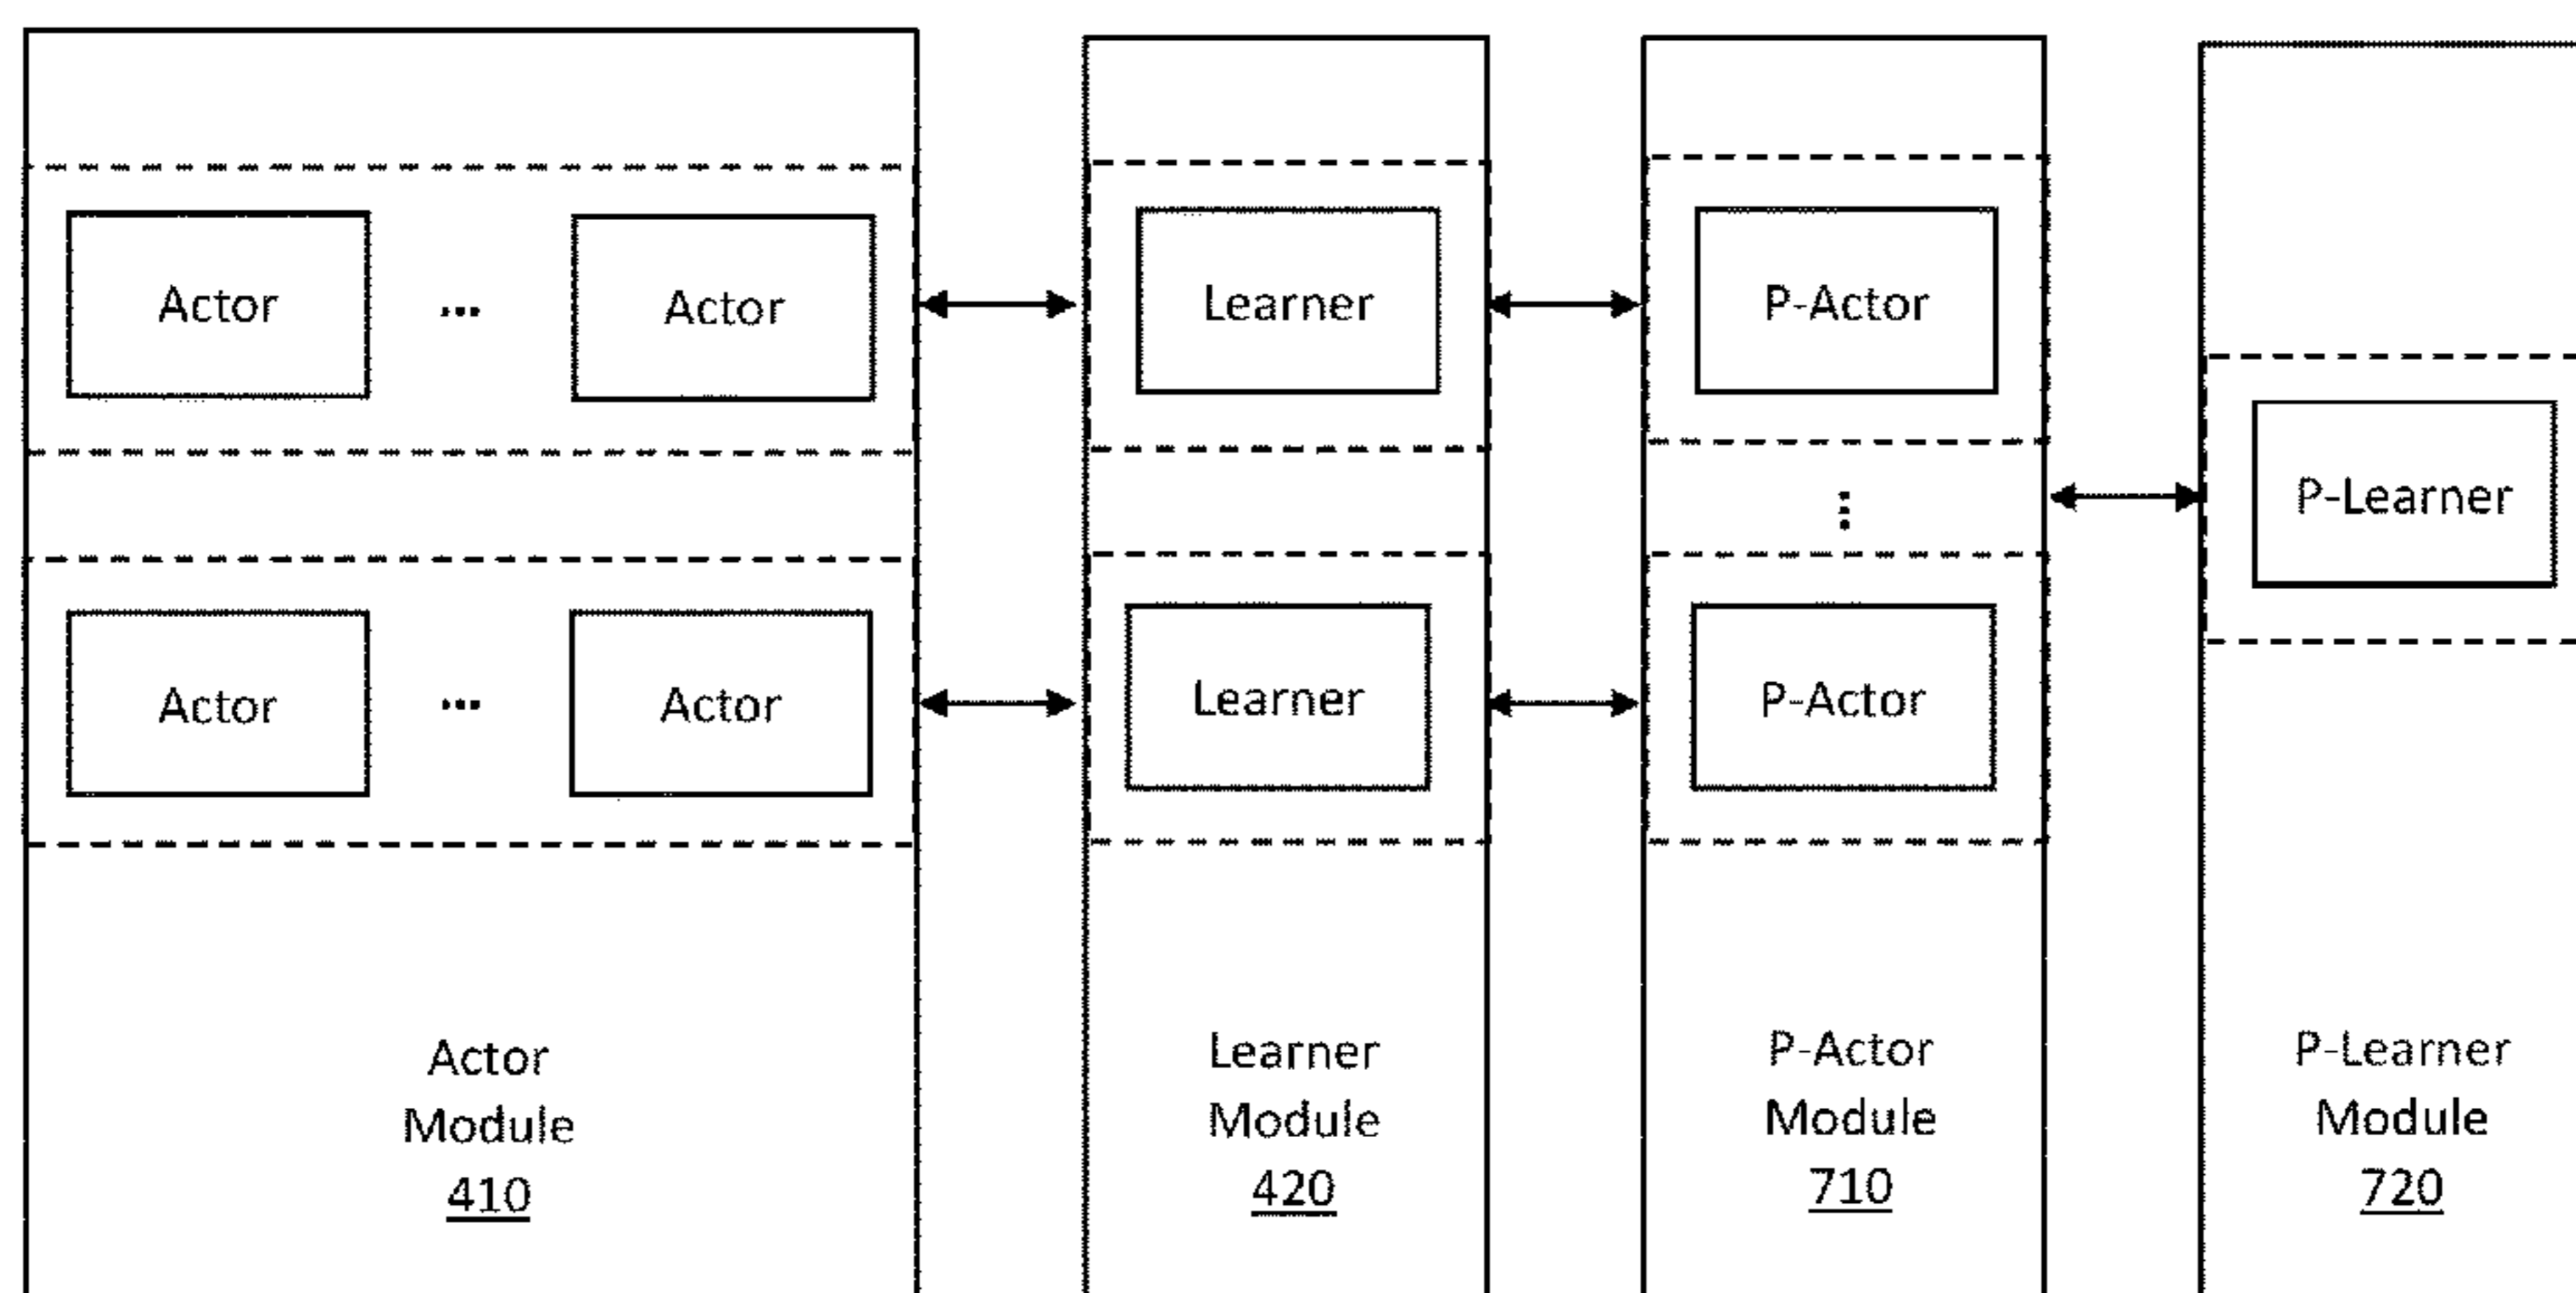 Actor ... Actor
Learner
P-Actor
P-Learner
Actor ... Actor
Learner
P-Actor
Actor
Module
410
Learner
Module
420
P-Actor
Module
710
P-Learner
Module
720